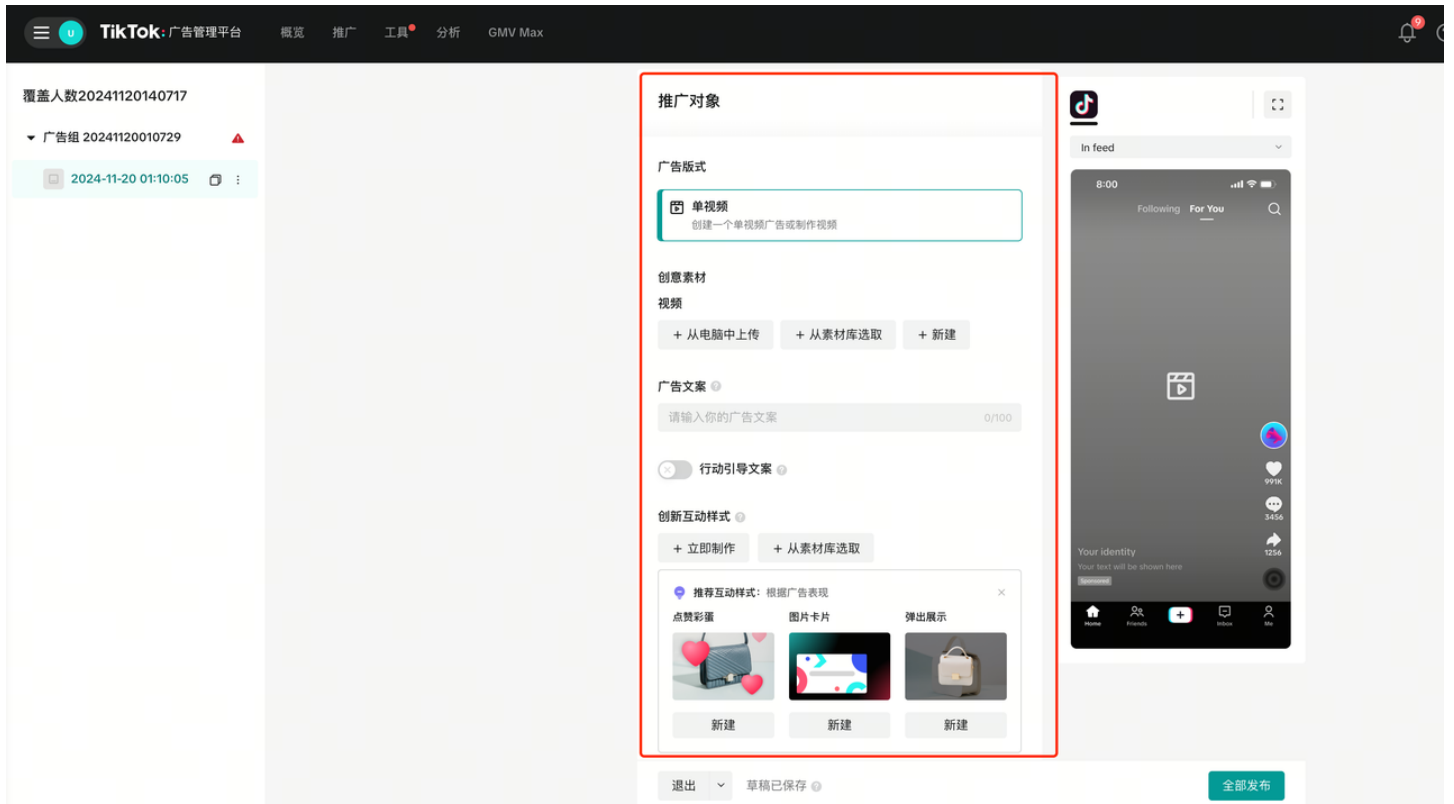 U TikTok: 广告管理平台 概览 推广 工具 分析 GMV Max 9
覆盖人数20241120140717
广告组 20241120010729
2024-11-20 01:10:05
推广对象
广告版式
单视频
创建一个单视频广告或制作视频
创意素材
视频
+ 从电脑中上传 + 从素材库选取 + 新建
广告文案
请输入你的广告文案 0/100
行动引导文案
创新互动样式
+ 立即制作 + 从素材库选取
推荐互动样式：根据广告表现
点赞彩蛋 图片卡片 弹出展示
新建 新建 新建
退出 草稿已保存 全部发布
In feed
8:00
Following For You
991K
3456
1256
Your identity
Your text will be shown here
Sponsored
Home Friends Inbox Me